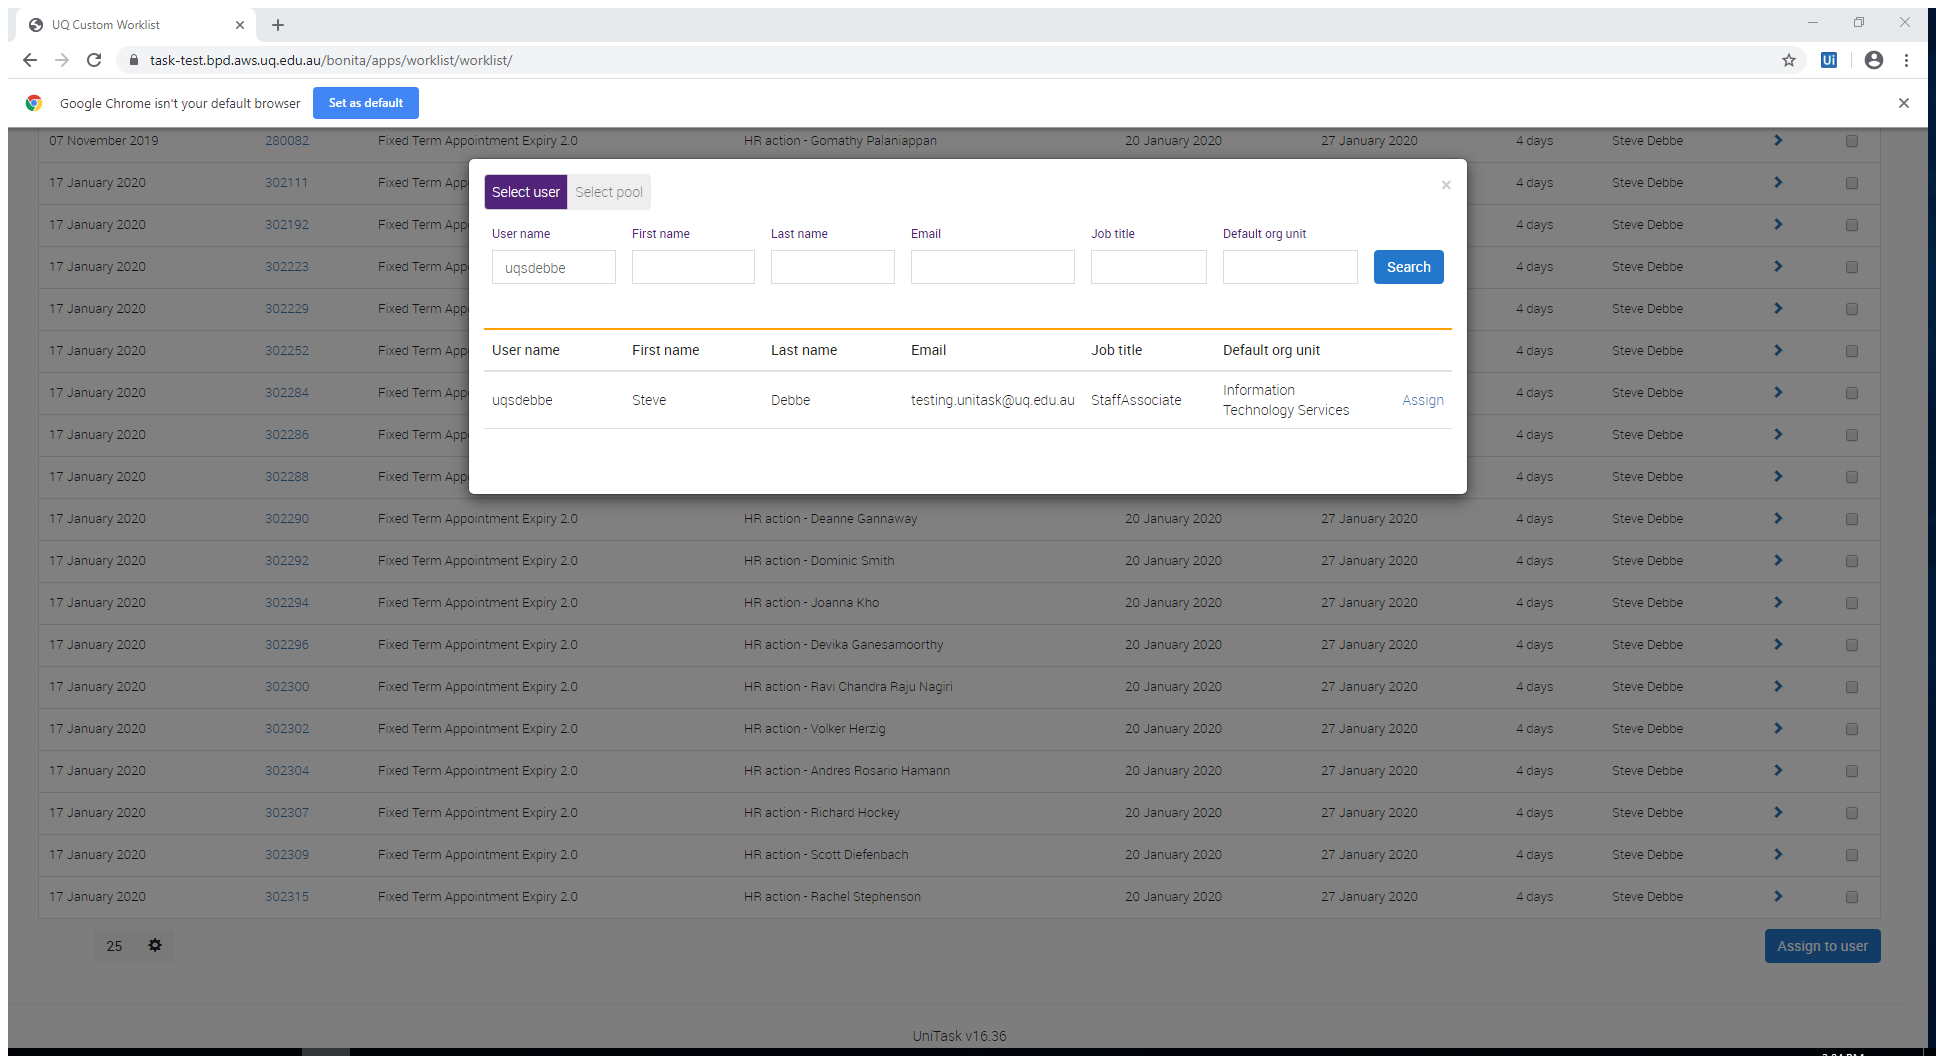 UQ Custom Worklist
task-test.bpd.aws.uq.edu.au/bonita/apps/worklist/worklist/
Ui
Google Chrome isn't your default browser
Set as default
07 November 2019 280082 Fixed Term Appointment Expiry 2.0 HR action - Gomathy Palaniappan 20 January 2020 27 January 2020 4 days Steve Debbe
Select user Select pool
17 January 2020 302111 Fixed Term App 4 days Steve Debbe
17 January 2020 302192 Fixed Term App 4 days Steve Debbe
User name First name Last name Email Job title Default org unit
uqsdebbe Search
17 January 2020 302223 Fixed Term App 4 days Steve Debbe
17 January 2020 302229 Fixed Term App 4 days Steve Debbe
User name First name Last name Email Job title Default org unit
17 January 2020 302252 Fixed Term App 4 days Steve Debbe
17 January 2020 302284 Fixed Term App 4 days Steve Debbe
uqsdebbe Steve Debbe testing.unitask@uq.edu.au StaffAssociate Information Technology Services Assign
17 January 2020 302286 Fixed Term App 4 days Steve Debbe
17 January 2020 302288 Fixed Term App 4 days Steve Debbe
17 January 2020 302290 Fixed Term Appointment Expiry 2.0 HR action - Deanne Gannaway 20 January 2020 27 January 2020 4 days Steve Debbe
17 January 2020 302292 Fixed Term Appointment Expiry 2.0 HR action - Dominic Smith 20 January 2020 27 January 2020 4 days Steve Debbe
17 January 2020 302294 Fixed Term Appointment Expiry 2.0 HR action - Joanna Kho 20 January 2020 27 January 2020 4 days Steve Debbe
17 January 2020 302296 Fixed Term Appointment Expiry 2.0 HR action - Devika Ganesamoorthy 20 January 2020 27 January 2020 4 days Steve Debbe
17 January 2020 302300 Fixed Term Appointment Expiry 2.0 HR action - Ravi Chandra Raju Nagiri 20 January 2020 27 January 2020 4 days Steve Debbe
17 January 2020 302302 Fixed Term Appointment Expiry 2.0 HR action - Volker Herzig 20 January 2020 27 January 2020 4 days Steve Debbe
17 January 2020 302304 Fixed Term Appointment Expiry 2.0 HR action - Andres Rosario Hamann 20 January 2020 27 January 2020 4 days Steve Debbe
17 January 2020 302307 Fixed Term Appointment Expiry 2.0 HR action - Richard Hockey 20 January 2020 27 January 2020 4 days Steve Debbe
17 January 2020 302309 Fixed Term Appointment Expiry 2.0 HR action - Scott Diefenbach 20 January 2020 27 January 2020 4 days Steve Debbe
17 January 2020 302315 Fixed Term Appointment Expiry 2.0 HR action - Rachel Stephenson 20 January 2020 27 January 2020 4 days Steve Debbe
25 Assign to user
UniTask v16.36